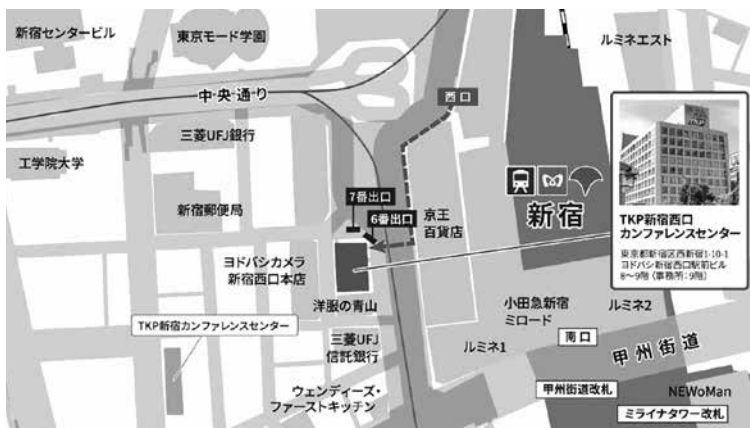 新宿センタービル
東京モード学園
ルミネエスト
中央通り
西口
三菱UFJ銀行
工学院大学
新宿郵便局
7番出口
6番出口
京王
百貨店
新宿
tkp
TKP新宿西口
カンファレンスセンター
東京都新宿区西新宿1-10-1
ヨドバシ新宿西口駅前ビル
8〜9階（事務所：9階）
ヨドバシカメラ
新宿西口本店
洋服の青山
TKP新宿カンファレンスセンター
三菱UFJ
信託銀行
小田急新宿
ミロード
ルミネ2
ルミネ1
南口
甲州街道
ウェンディーズ・
ファーストキッチン
甲州街道改札
NEWoMan
ミライナタワー改札